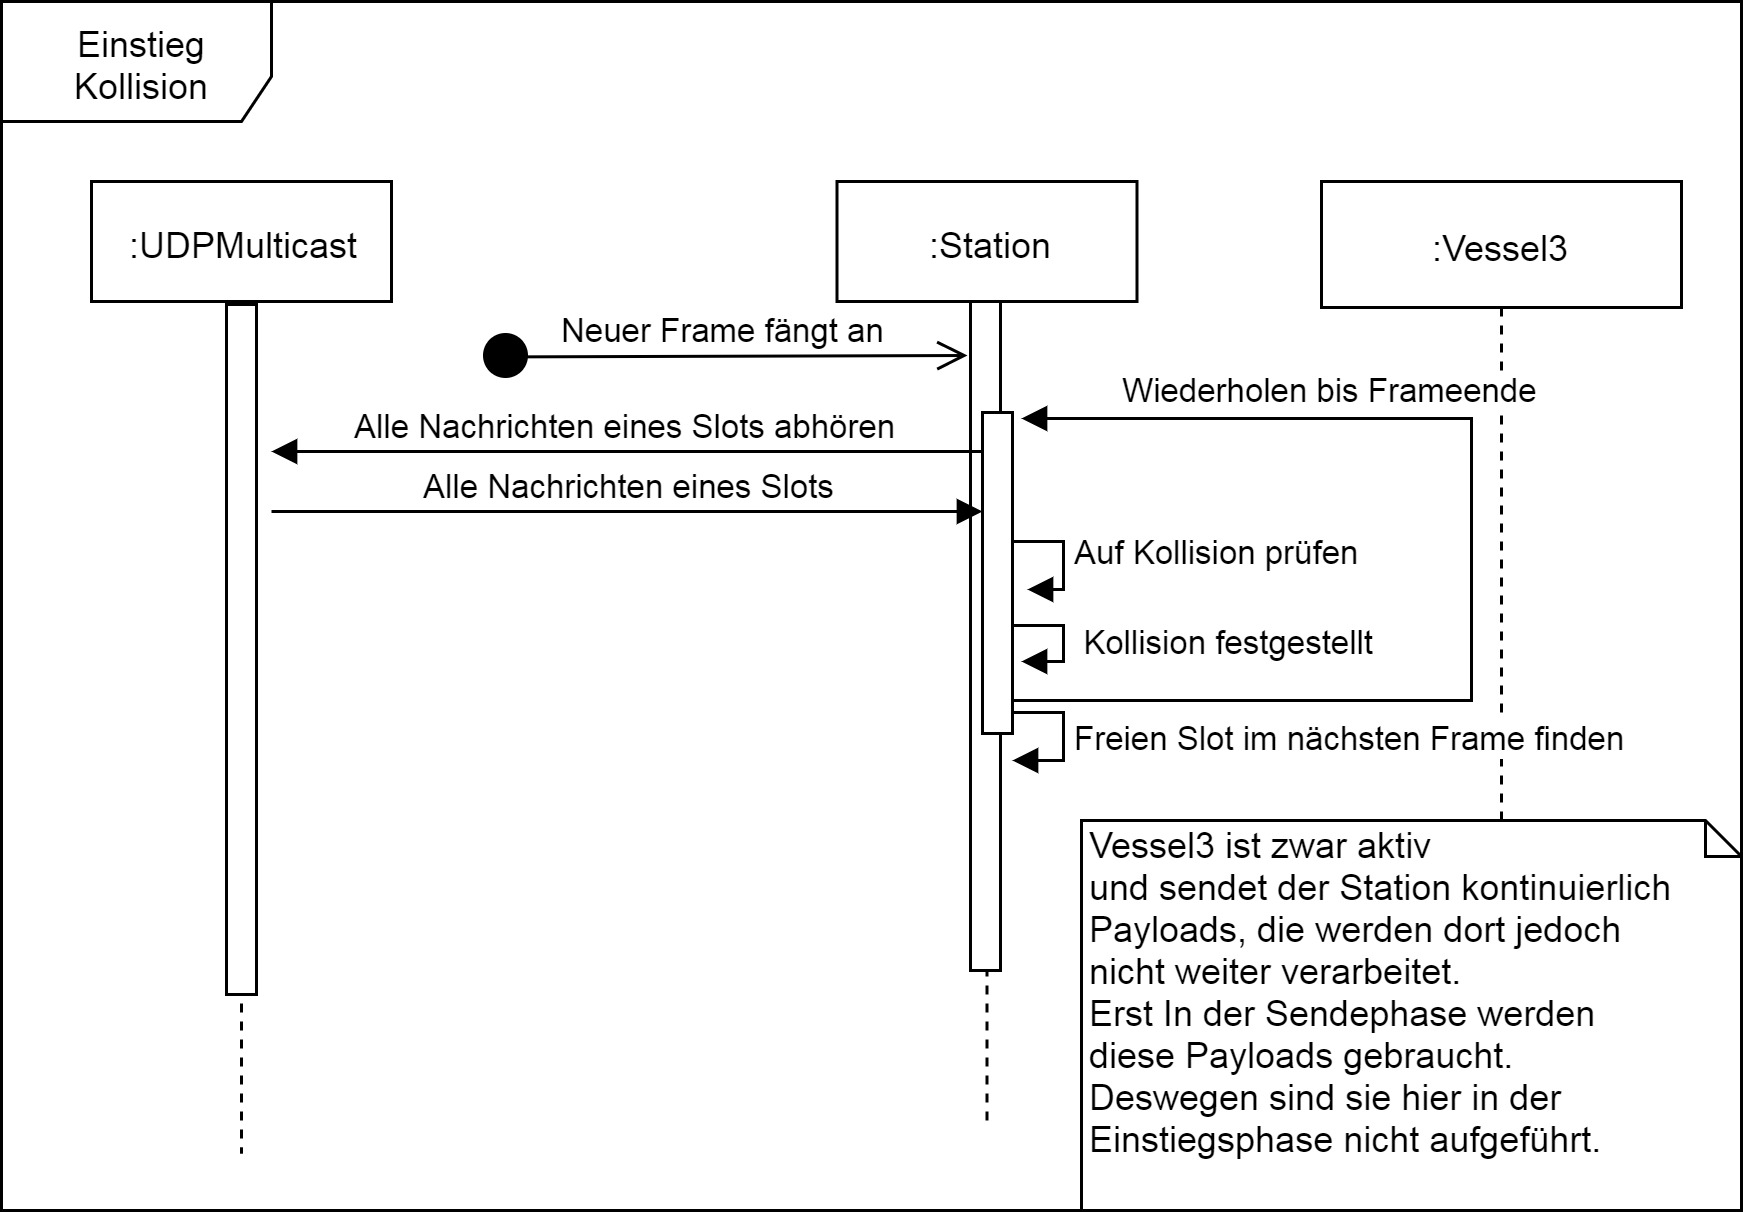 Einstieg
Kollision
:UDPMulticast
:Station
:Vessel3
Neuer Frame fängt an
Wiederholen bis Frameende
Alle Nachrichten eines Slots abhören
Alle Nachrichten eines Slots
Auf Kollision prüfen
Kollision festgestellt
Freien Slot im nächsten Frame finden
Vessel3 ist zwar aktiv
und sendet der Station kontinuierlich
Payloads, die werden dort jedoch
nicht weiter verarbeitet.
Erst In der Sendephase werden
diese Payloads gebraucht.
Deswegen sind sie hier in der
Einstiegsphase nicht aufgeführt.